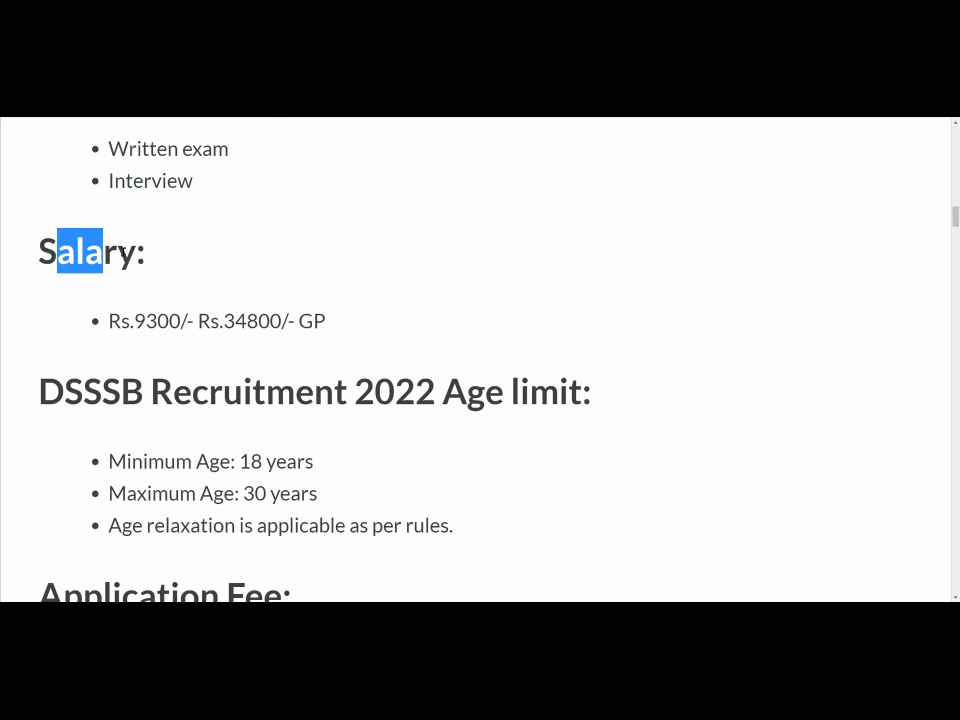 Written exam
Interview
Salary:
Rs.9300/- Rs.34800/- GP
DSSSB Recruitment 2022 Age limit:
Minimum Age: 18 years
Maximum Age: 30 years
Age relaxation is applicable as per rules.
Application Fee: